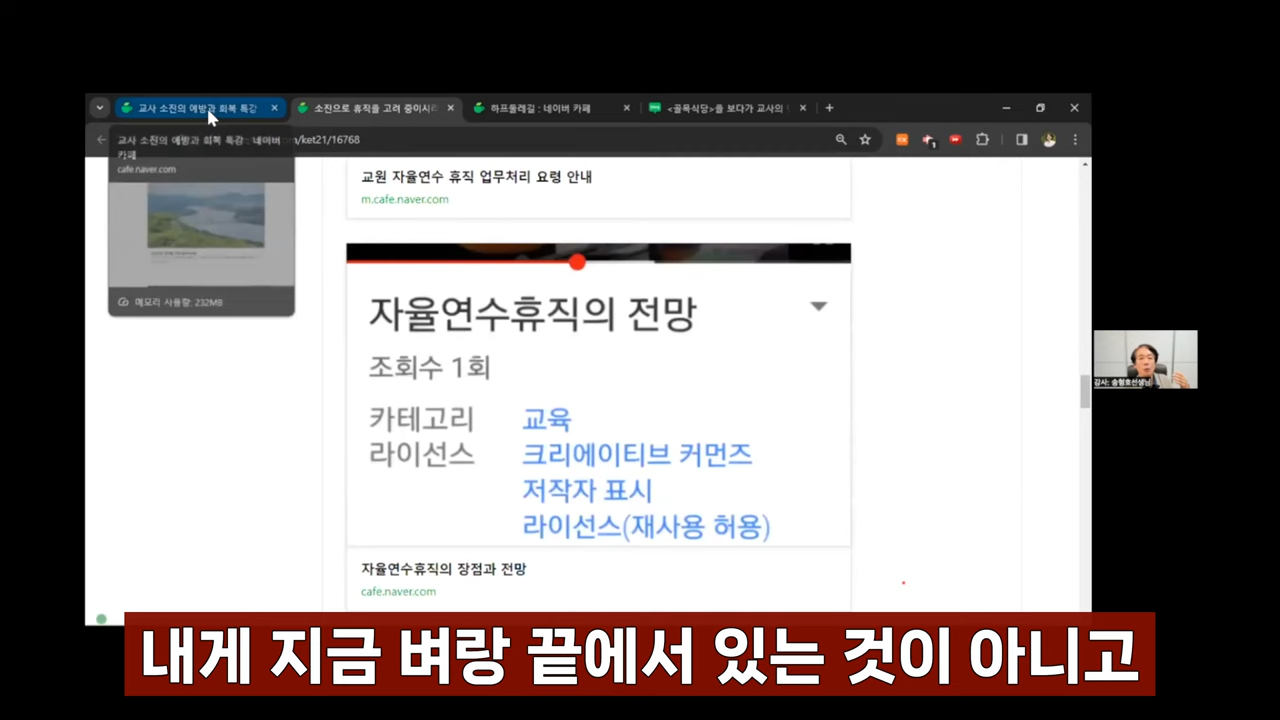 교사 소진의 예방과 회복 특강
소진으로 휴직을 고려 중이시라
하프둘레길 : 네이버 카페
<골목식당>을 보다가 교사의
교사 소진의 예방과 회복 특강 : 네이버
카페
cafe.naver.com
메모리 사용량: 232MB
/ket21/16768
교원 자율연수 휴직 업무처리 요령 안내
m.cafe.naver.com
자율연수휴직의 전망
조회수 1회
카테고리 교육
라이선스 크리에이티브 커먼즈
저작자 표시
라이선스(재사용 허용)
자율연수휴직의 장점과 전망
cafe.naver.com
강사: 송형호선생님
내게 지금 벼랑 끝에서 있는 것이 아니고